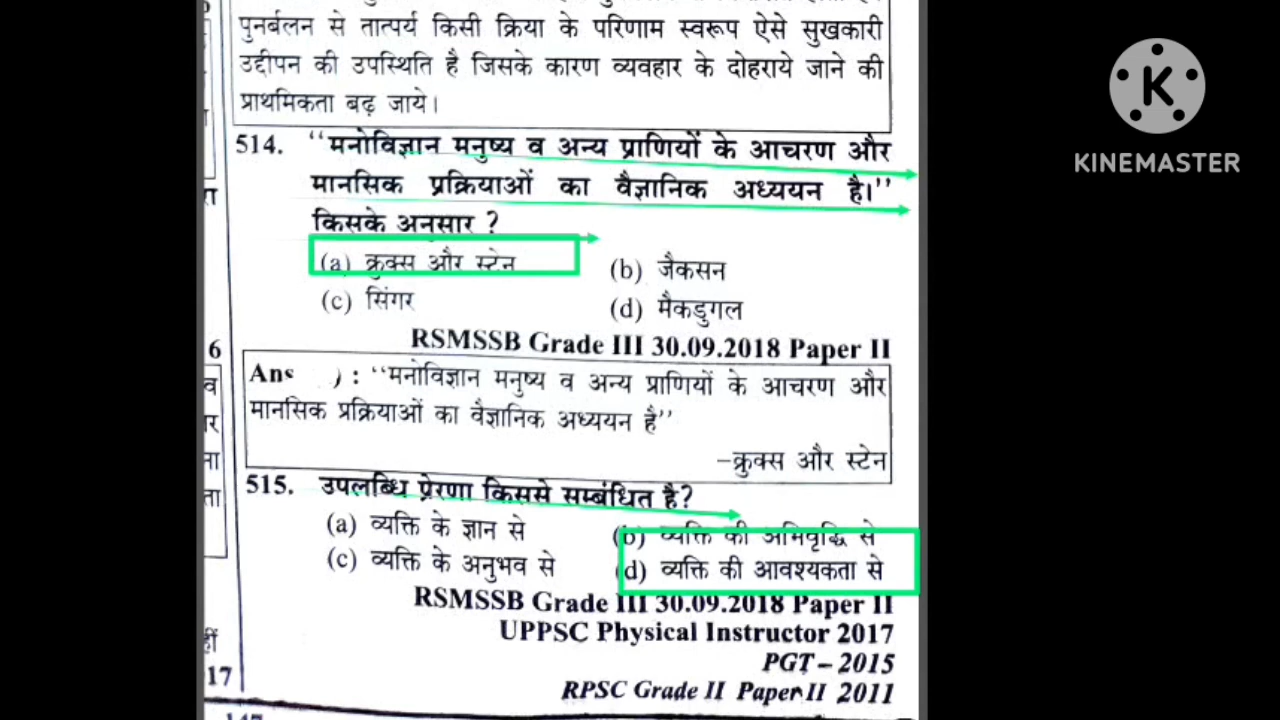 पुनर्बलन से तात्पर्य किसी क्रिया के परिणाम स्वरूप ऐसे सुखकारी
उद्दीपन की उपस्थिति है जिसके कारण व्यवहार के दोहराये जाने की
प्राथमिकता बढ़ जाये।
514. ‘‘मनोविज्ञान मनुष्य व अन्य प्राणियों के आचरण और
मानसिक प्रक्रियाओं का वैज्ञानिक अध्ययन है।’’
किसके अनुसार ?
(a) क्रुक्स और स्टेन (b) जैकसन
(c) सिंगर (d) मैकडुगल
RSMSSB Grade III 30.09.2018 Paper II
Ans ) : ‘‘मनोविज्ञान मनुष्य व अन्य प्राणियों के आचरण और
मानसिक प्रक्रियाओं का वैज्ञानिक अध्ययन है’’
–क्रुक्स और स्टेन
515. उपलब्धि प्रेरणा किससे सम्बंधित है?
(a) व्यक्ति के ज्ञान से (b) व्यक्ति की अभिवृद्धि से
(c) व्यक्ति के अनुभव से (d) व्यक्ति की आवश्यकता से
RSMSSB Grade III 30.09.2018 Paper II
UPPSC Physical Instructor 2017
PGT – 2015
RPSC Grade II Paper II 2011
6
17
K
KINEMASTER